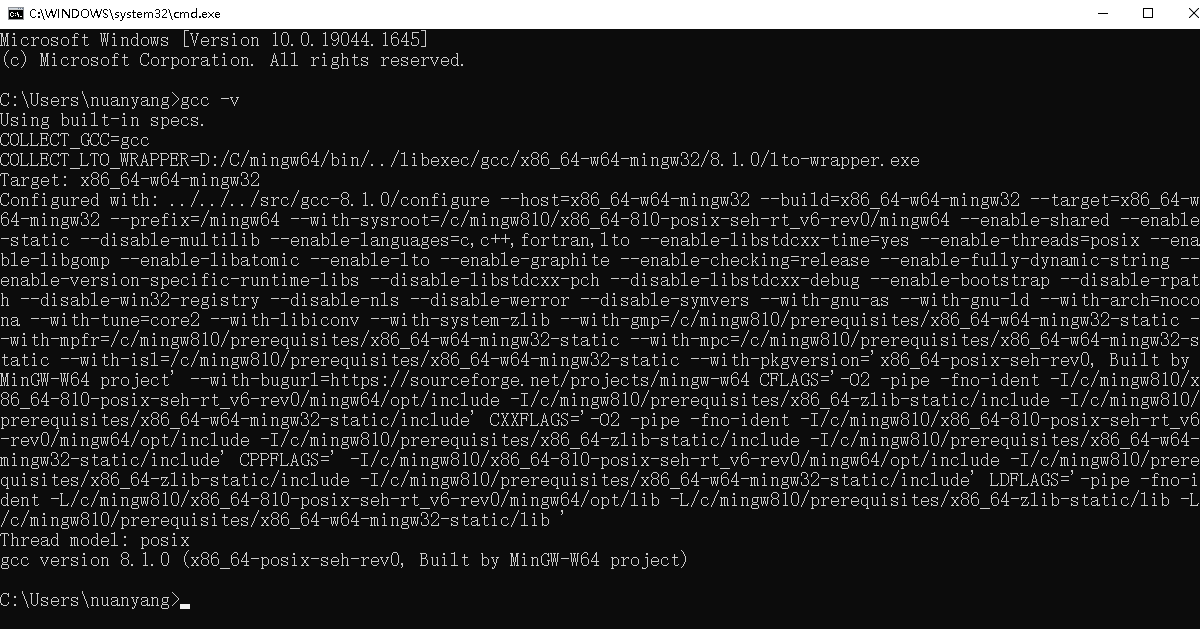 C:\WINDOWS\system32\cmd.exe
Microsoft Windows [Version 10.0.19044.1645]
(c) Microsoft Corporation. All rights reserved.
C:\Users\nuanyang>gcc -v
Using built-in specs.
COLLECT_GCC=gcc
COLLECT_LTO_WRAPPER=D:/C/mingw64/bin/../libexec/gcc/x86_64-w64-mingw32/8.1.0/lto-wrapper.exe
Target: x86_64-w64-mingw32
Configured with: ../../../src/gcc-8.1.0/configure --host=x86_64-w64-mingw32 --build=x86_64-w64-mingw32 --target=x86_64-w
64-mingw32 --prefix=/mingw64 --with-sysroot=/c/mingw810/x86_64-810-posix-seh-rt_v6-rev0/mingw64 --enable-shared --enable
-static --disable-multilib --enable-languages=c,c++,fortran,lto --enable-libstdcxx-time=yes --enable-threads=posix --ena
ble-libgomp --enable-libatomic --enable-lto --enable-graphite --enable-checking=release --enable-fully-dynamic-string --
enable-version-specific-runtime-libs --disable-libstdcxx-pch --disable-libstdcxx-debug --enable-bootstrap --disable-rpat
h --disable-win32-registry --disable-nls --disable-werror --disable-symvers --with-gnu-as --with-gnu-ld --with-arch=noco
na --with-tune=core2 --with-libiconv --with-system-zlib --with-gmp=/c/mingw810/prerequisites/x86_64-w64-mingw32-static -
-with-mpfr=/c/mingw810/prerequisites/x86_64-w64-mingw32-static --with-mpc=/c/mingw810/prerequisites/x86_64-w64-mingw32-s
tatic --with-isl=/c/mingw810/prerequisites/x86_64-w64-mingw32-static --with-pkgversion='x86_64-posix-seh-rev0, Built by
MinGW-W64 project' --with-bugurl=https://sourceforge.net/projects/mingw-w64 CFLAGS='-O2 -pipe -fno-ident -I/c/mingw810/x
86_64-810-posix-seh-rt_v6-rev0/mingw64/opt/include -I/c/mingw810/prerequisites/x86_64-zlib-static/include -I/c/mingw810/
prerequisites/x86_64-w64-mingw32-static/include' CXXFLAGS='-O2 -pipe -fno-ident -I/c/mingw810/x86_64-810-posix-seh-rt_v6
-rev0/mingw64/opt/include -I/c/mingw810/prerequisites/x86_64-zlib-static/include -I/c/mingw810/prerequisites/x86_64-w64-
mingw32-static/include' CPPFLAGS=' -I/c/mingw810/x86_64-810-posix-seh-rt_v6-rev0/mingw64/opt/include -I/c/mingw810/prere
quisites/x86_64-zlib-static/include -I/c/mingw810/prerequisites/x86_64-w64-mingw32-static/include' LDFLAGS='-pipe -fno-i
dent -L/c/mingw810/x86_64-810-posix-seh-rt_v6-rev0/mingw64/opt/lib -L/c/mingw810/prerequisites/x86_64-zlib-static/lib -L
/c/mingw810/prerequisites/x86_64-w64-mingw32-static/lib '
Thread model: posix
gcc version 8.1.0 (x86_64-posix-seh-rev0, Built by MinGW-W64 project)
C:\Users\nuanyang>